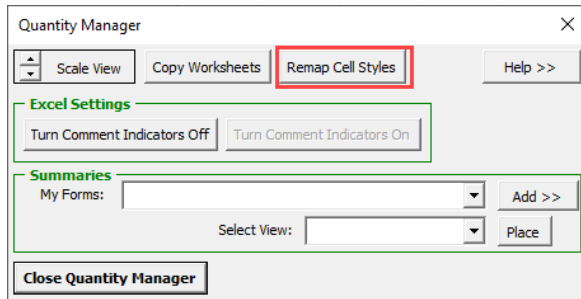 Quantity Manager
Scale View Copy Worksheets Remap Cell Styles Help >>
Excel Settings
Turn Comment Indicators Off Turn Comment Indicators On
Summaries
My Forms: Add >>
Select View: Place
Close Quantity Manager